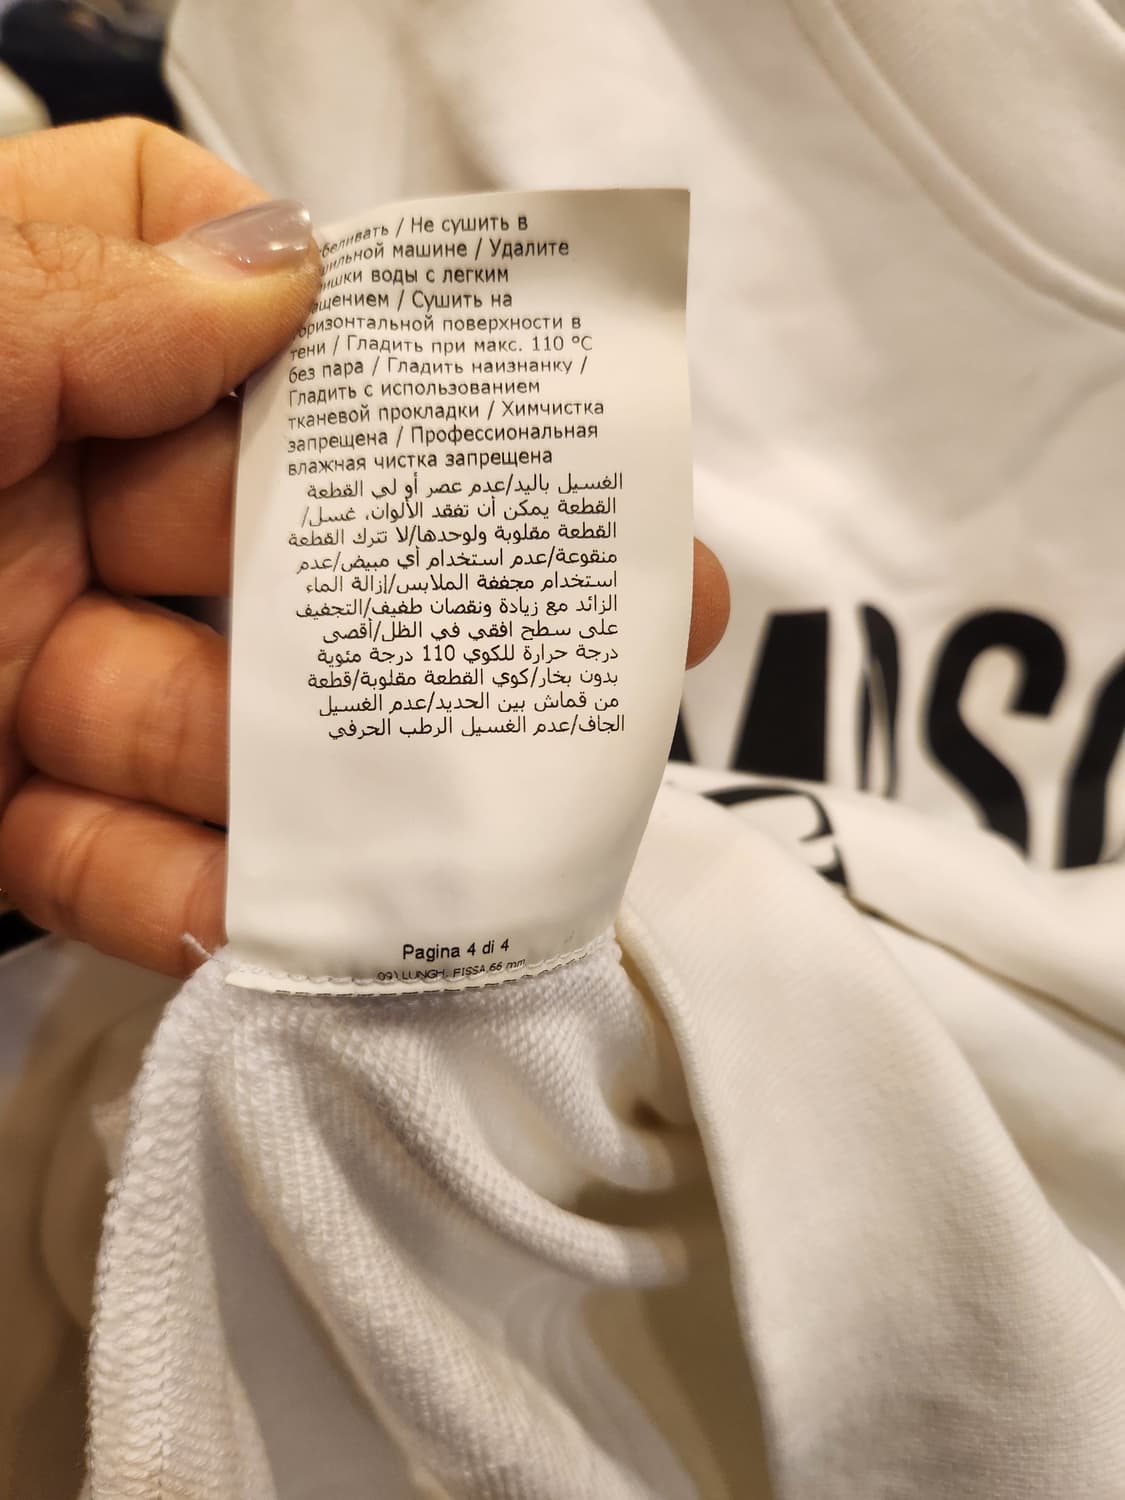 / Не сушить в
машине / Удалите
воды с легким
/ Сушить на
горизонтальной поверхности в
тени / Гладить при макс. 110 °C
без пара / Гладить наизнанку /
Гладить с использованием
тканевой прокладки / Химчистка
запрещена / Профессиональная
влажная чистка запрещена
الغسيل باليد/عدم عصر أو لي القطعة
القطعة يمكن أن تفقد الألوان، غسل/
القطعة مقلوبة ولوحدها/لا تترك القطعة
منقوعة/عدم استخدام أي مبيض/عدم
استخدام مجففة الملابس/إزالة الماء
الزائد مع زيادة ونقصان طفيف/التجفيف
على سطح افقي في الظل/أقصى
درجة حرارة للكوي 110 درجة مئوية
بدون بخار/كوي القطعة مقلوبة/قطعة
من قماش بين الحديد/عدم الغسيل
الجاف/عدم الغسيل الرطب الحرفي
Pagina 4 di 4
09) LUNGH. FISSA 66 mm